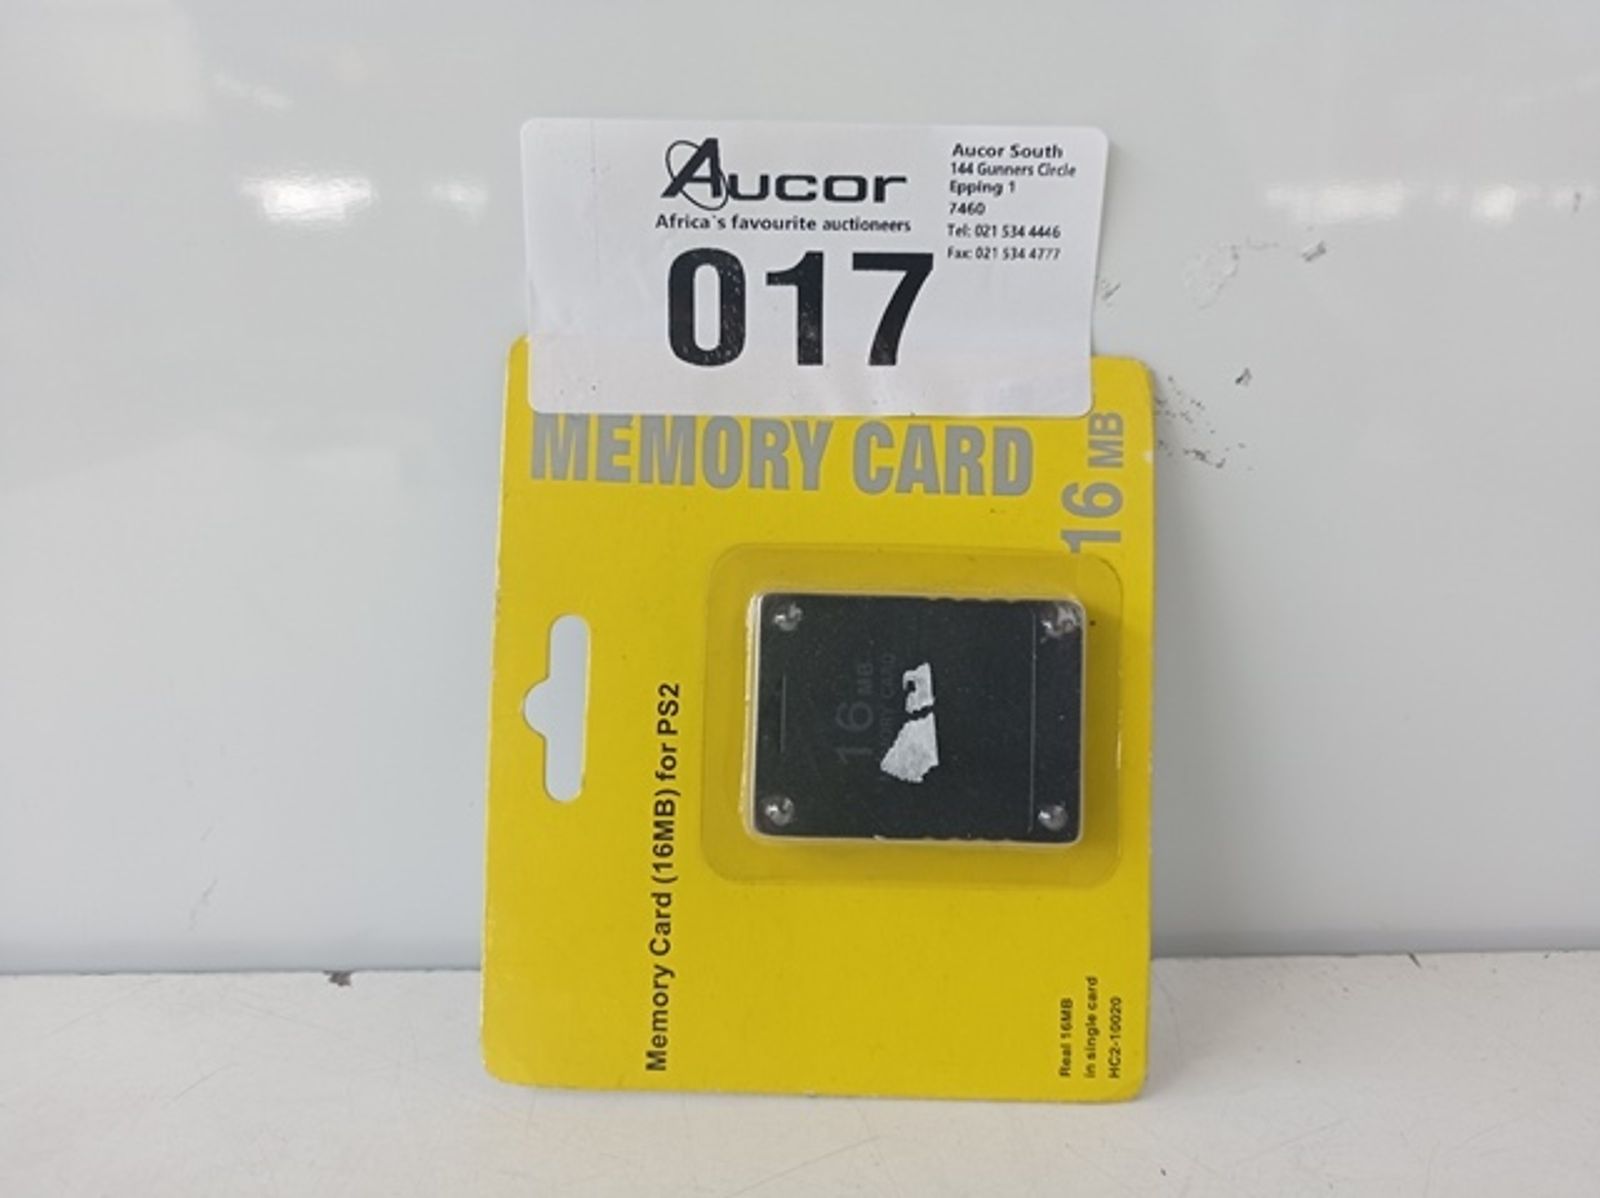 Aucor
Africa's favourite auctioneers
017
Aucor South
144 Gunners Circle
Epping 1
7460
Tel: 021 534 4446
Fax: 021 534 4777
MEMORY CARD
16 MB
Memory Card (16MB) for PS2
16 MB
CARD
Real 16MB
in single card
HC2-10020